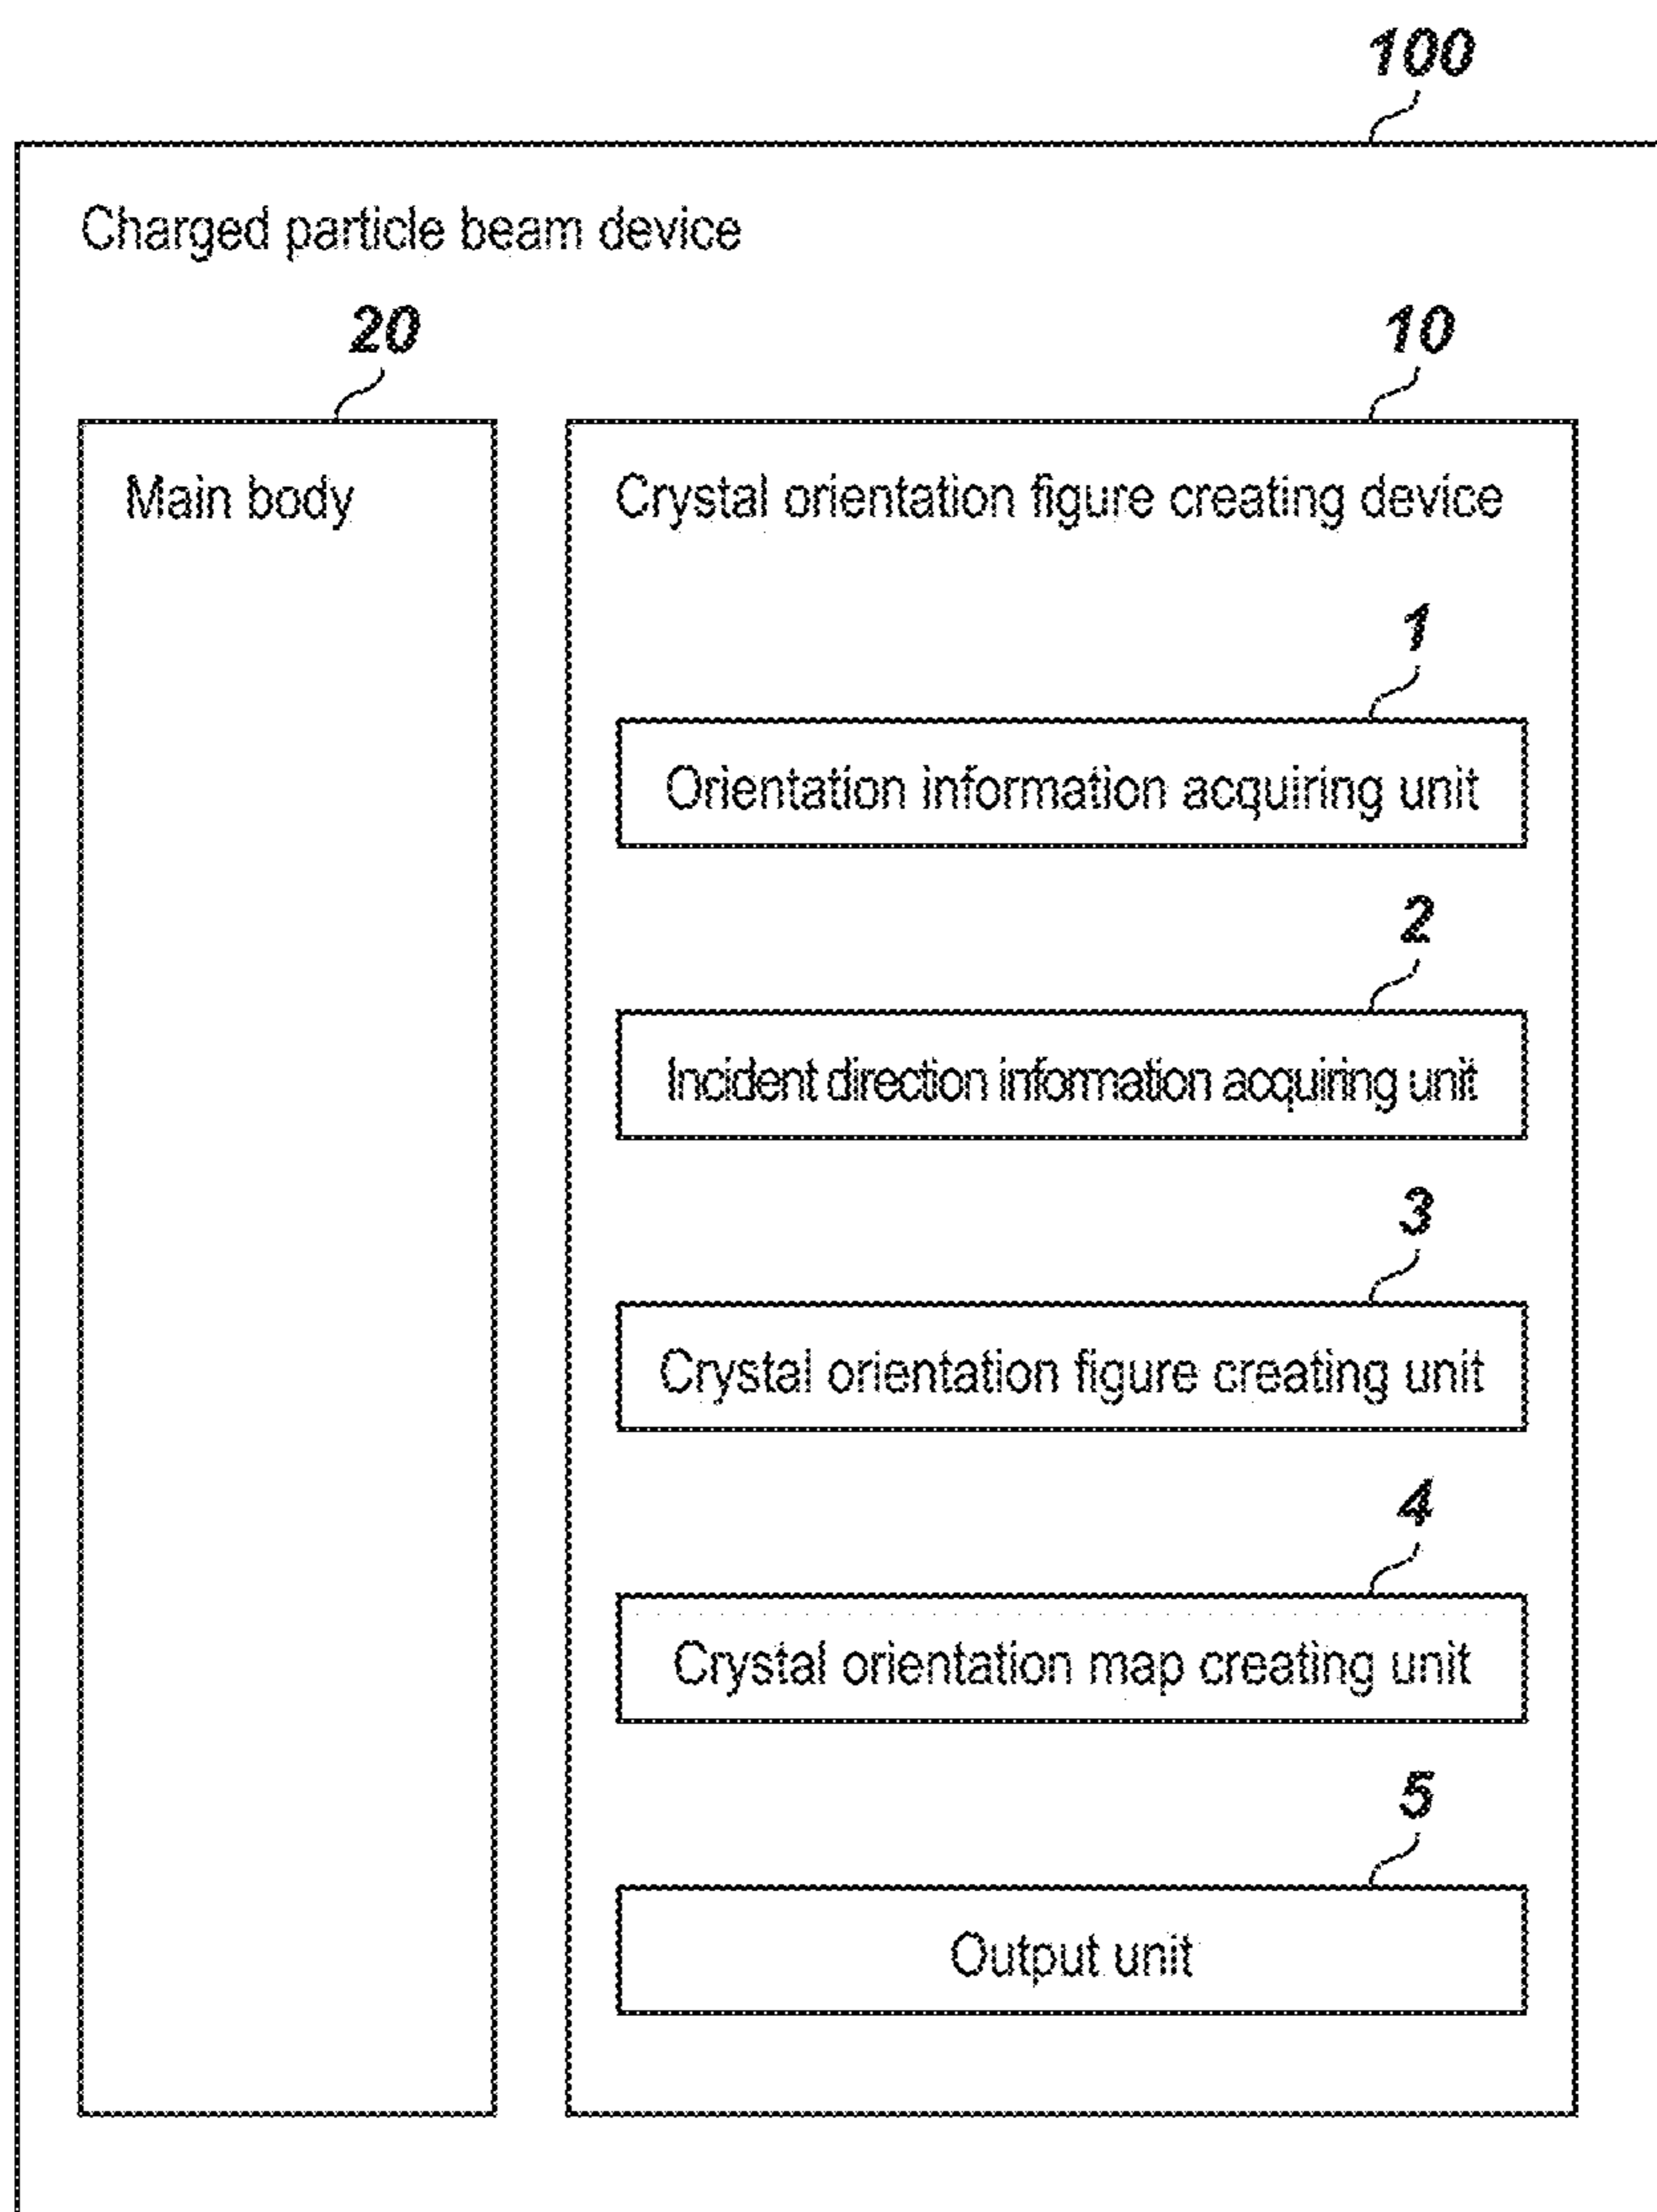 100
Charged particle beam device
20
10
Main body
Crystal orientation figure creating device
1
Orientation information acquiring unit
2
Incident direction information acquiring unit
3
Crystal orientation figure creating unit
4
Crystal orientation map creating unit
5
Output unit